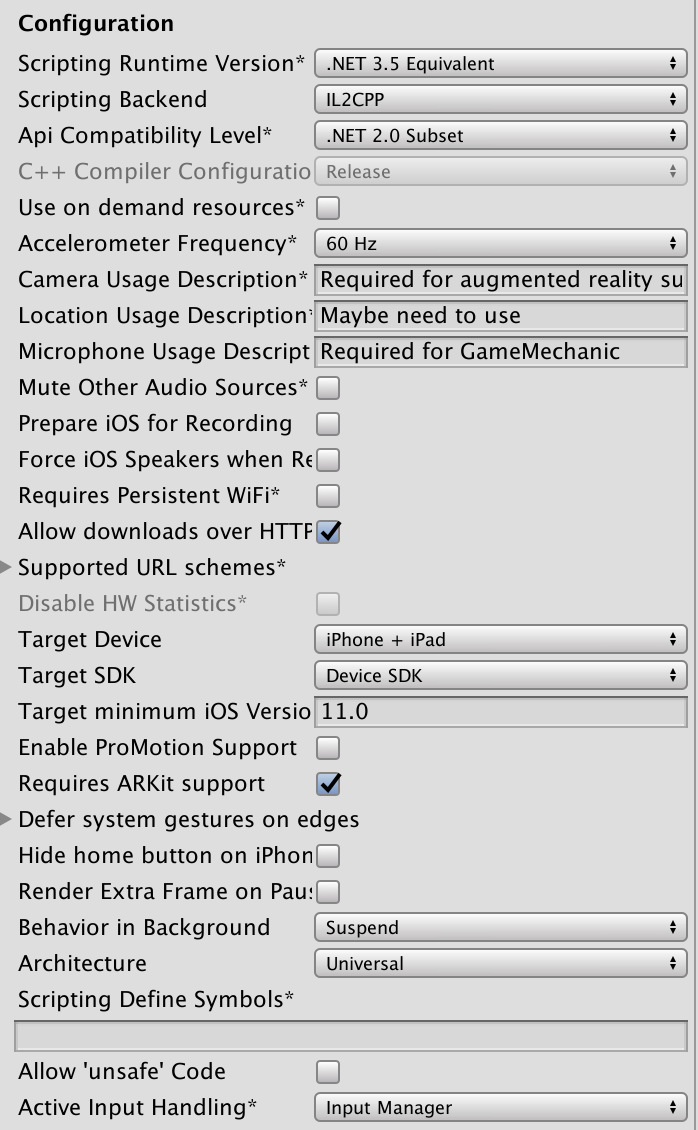 Configuration
Scripting Runtime Version* .NET 3.5 Equivalent
Scripting Backend IL2CPP
Api Compatibility Level* .NET 2.0 Subset
C++ Compiler Configuratio Release
Use on demand resources*
Accelerometer Frequency* 60 Hz
Camera Usage Description* Required for augmented reality su
Location Usage Description* Maybe need to use
Microphone Usage Descript Required for GameMechanic
Mute Other Audio Sources*
Prepare iOS for Recording
Force iOS Speakers when Re
Requires Persistent WiFi*
Allow downloads over HTTP
Supported URL schemes*
Disable HW Statistics*
Target Device iPhone + iPad
Target SDK Device SDK
Target minimum iOS Versio 11.0
Enable ProMotion Support
Requires ARKit support
Defer system gestures on edges
Hide home button on iPhon
Render Extra Frame on Paus
Behavior in Background Suspend
Architecture Universal
Scripting Define Symbols*
Allow 'unsafe' Code
Active Input Handling* Input Manager